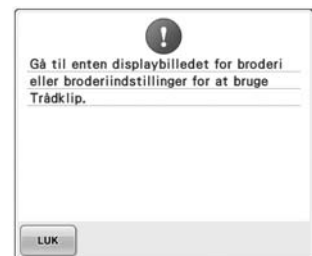 Gå til enten displaybilledet for broderi
eller broderiindstillinger for at bruge
Trådklip.
LUK